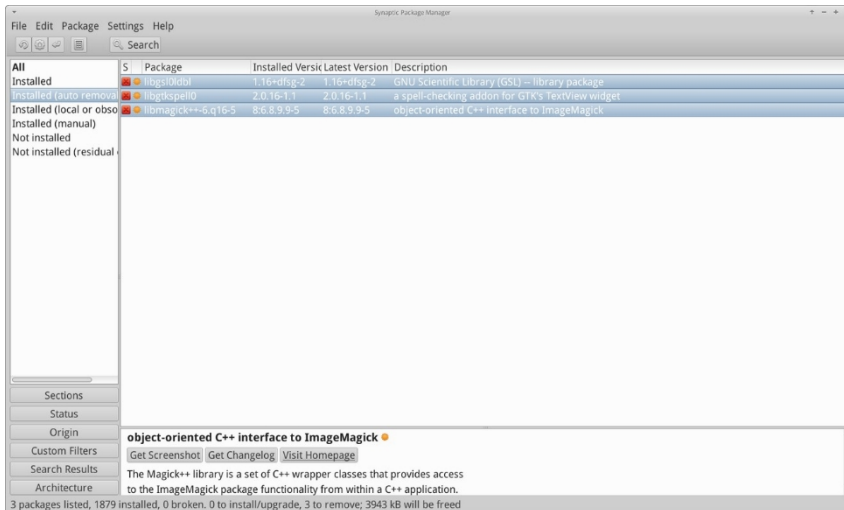 Synaptic Package Manager
File Edit Package Settings Help
Search
All
Installed
Installed (auto remova
Installed (local or obso
Installed (manual)
Not installed
Not installed (residual
S Package Installed Versic Latest Version Description
libgsl0ldbl 1.16+dfsg-2 1.16+dfsg-2 GNU Scientific Library (GSL) -- library package
libgtkspell0 2.0.16-1.1 2.0.16-1.1 a spell-checking addon for GTK's TextView widget
libmagick++-6.q16-5 8:6.8.9.9-5 8:6.8.9.9-5 object-oriented C++ interface to ImageMagick
Sections
Status
Origin
Custom Filters
Search Results
Architecture
object-oriented C++ interface to ImageMagick
Get Screenshot Get Changelog Visit Homepage
The Magick++ library is a set of C++ wrapper classes that provides access
to the ImageMagick package functionality from within a C++ application.
3 packages listed, 1879 installed, 0 broken. 0 to install/upgrade, 3 to remove; 3943 kB will be freed